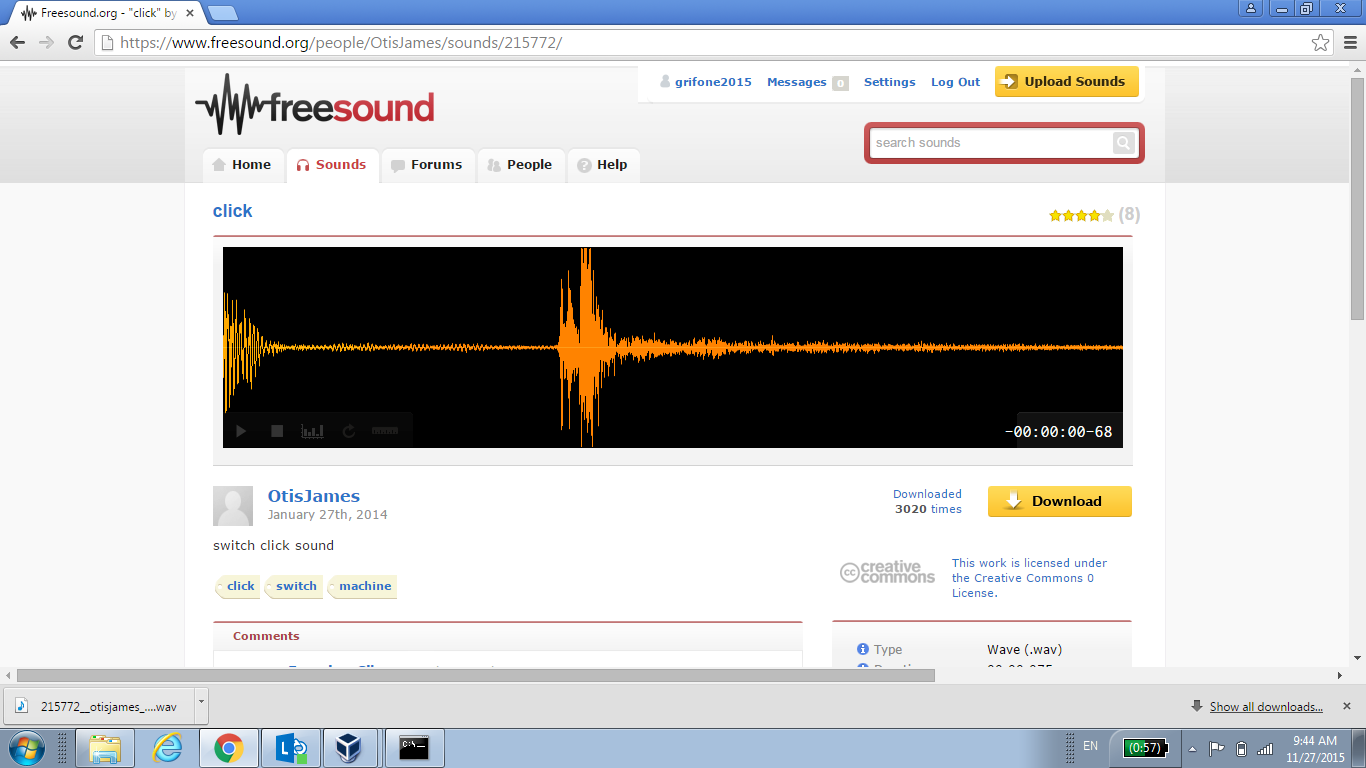 Freesound.org - "click" by
https://www.freesound.org/people/OtisJames/sounds/215772/
grifone2015 Messages 0 Settings Log Out Upload Sounds
freesound
search sounds
Home Sounds Forums People Help
click
(8)
-00:00:00-68
OtisJames
January 27th, 2014
Downloaded
3020 times
Download
switch click sound
cc creative commons
This work is licensed under
the Creative Commons 0
License.
click switch machine
Comments
Type Wave (.wav)
215772__otisjames_....wav
Show all downloads...
EN
(0:57)
9:44 AM
11/27/2015